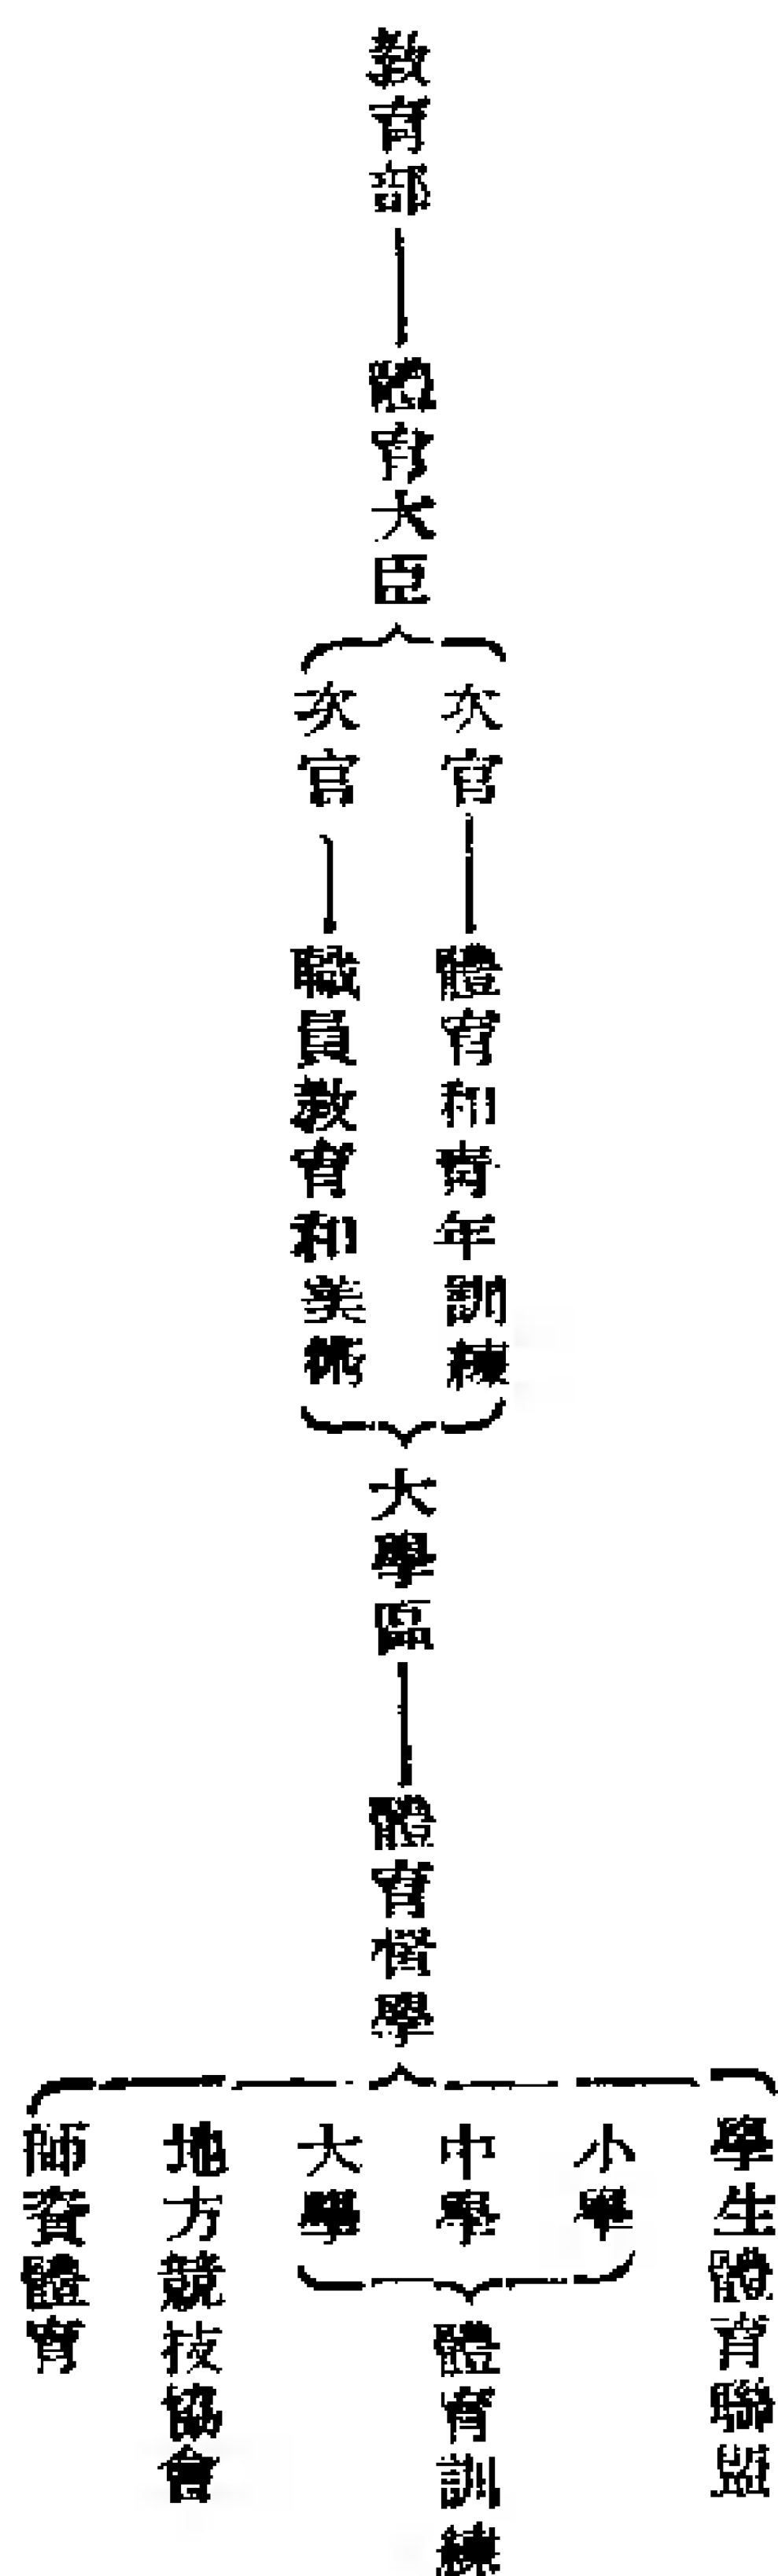 教育部
體育大臣
次官
體育和青年訓練
次官
職員教育和美術
大學區
體育督學
學生體育聯盟
小學
中學
大學
體育訓練
地方競技協會
師資體育